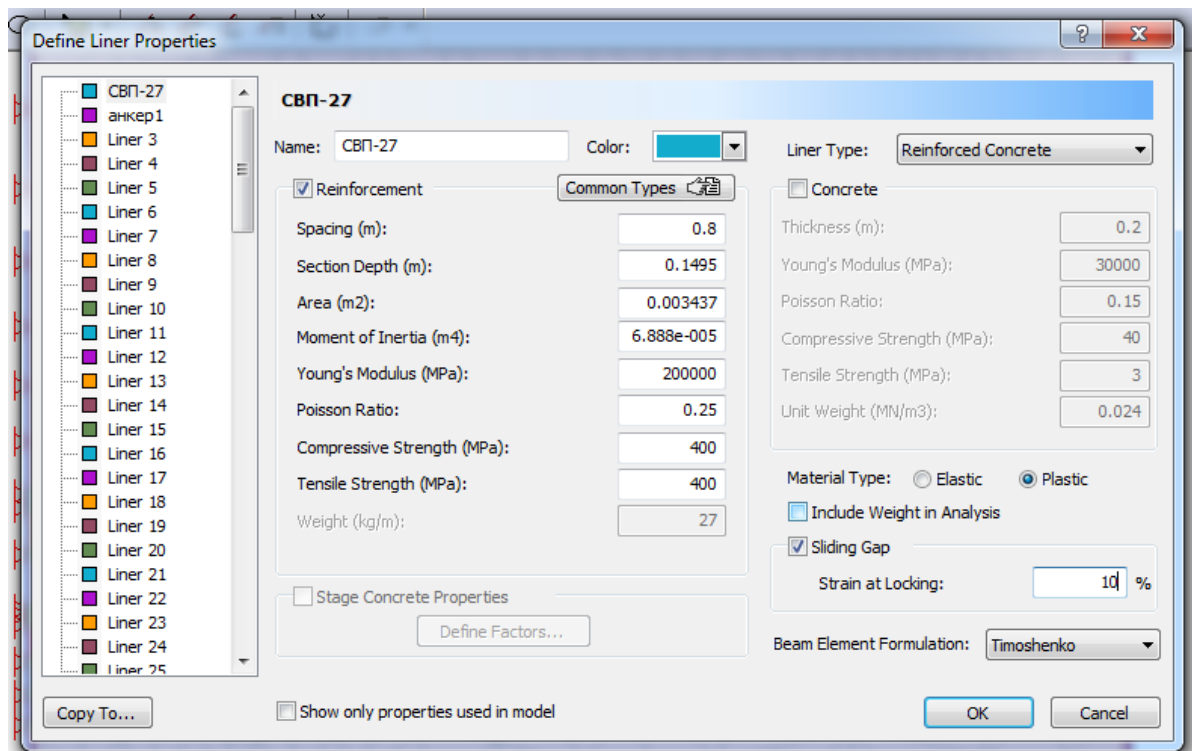 Define Liner Properties
СВП-27
анкер1
Liner 3
Liner 4
Liner 5
Liner 6
Liner 7
Liner 8
Liner 9
Liner 10
Liner 11
Liner 12
Liner 13
Liner 14
Liner 15
Liner 16
Liner 17
Liner 18
Liner 19
Liner 20
Liner 21
Liner 22
Liner 23
Liner 24
Liner 25
Copy To...
СВП-27
Name: СВП-27 Color:
Liner Type: Reinforced Concrete
Reinforcement Common Types
Spacing (m): 0.8
Section Depth (m): 0.1495
Area (m2): 0.003437
Moment of Inertia (m4): 6.888e-005
Young's Modulus (MPa): 200000
Poisson Ratio: 0.25
Compressive Strength (MPa): 400
Tensile Strength (MPa): 400
Weight (kg/m): 27
Stage Concrete Properties
Define Factors...
Concrete
Thickness (m): 0.2
Young's Modulus (MPa): 30000
Poisson Ratio: 0.15
Compressive Strength (MPa): 40
Tensile Strength (MPa): 3
Unit Weight (MN/m3): 0.024
Material Type: Elastic Plastic
Include Weight in Analysis
Sliding Gap
Strain at Locking: 10 %
Beam Element Formulation: Timoshenko
Show only properties used in model
OK
Cancel